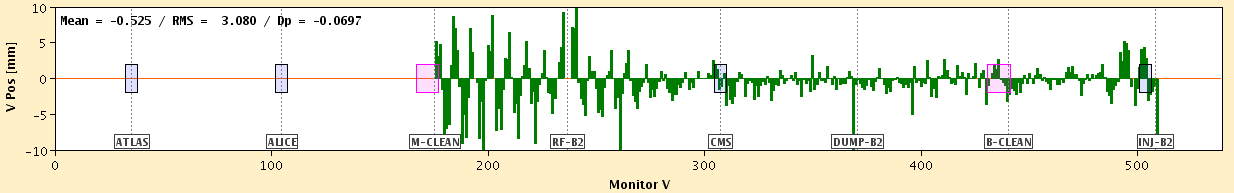 Mean = -0.525 / RMS = 3.080 / Dp = -0.0697
V Pos [mm]
10
5
0
-5
-10
ATLAS ALICE M-CLEAN RF-B2 CMS DUMP-B2 B-CLEAN INJ-B2
0 100 200 300 400 500
Monitor V